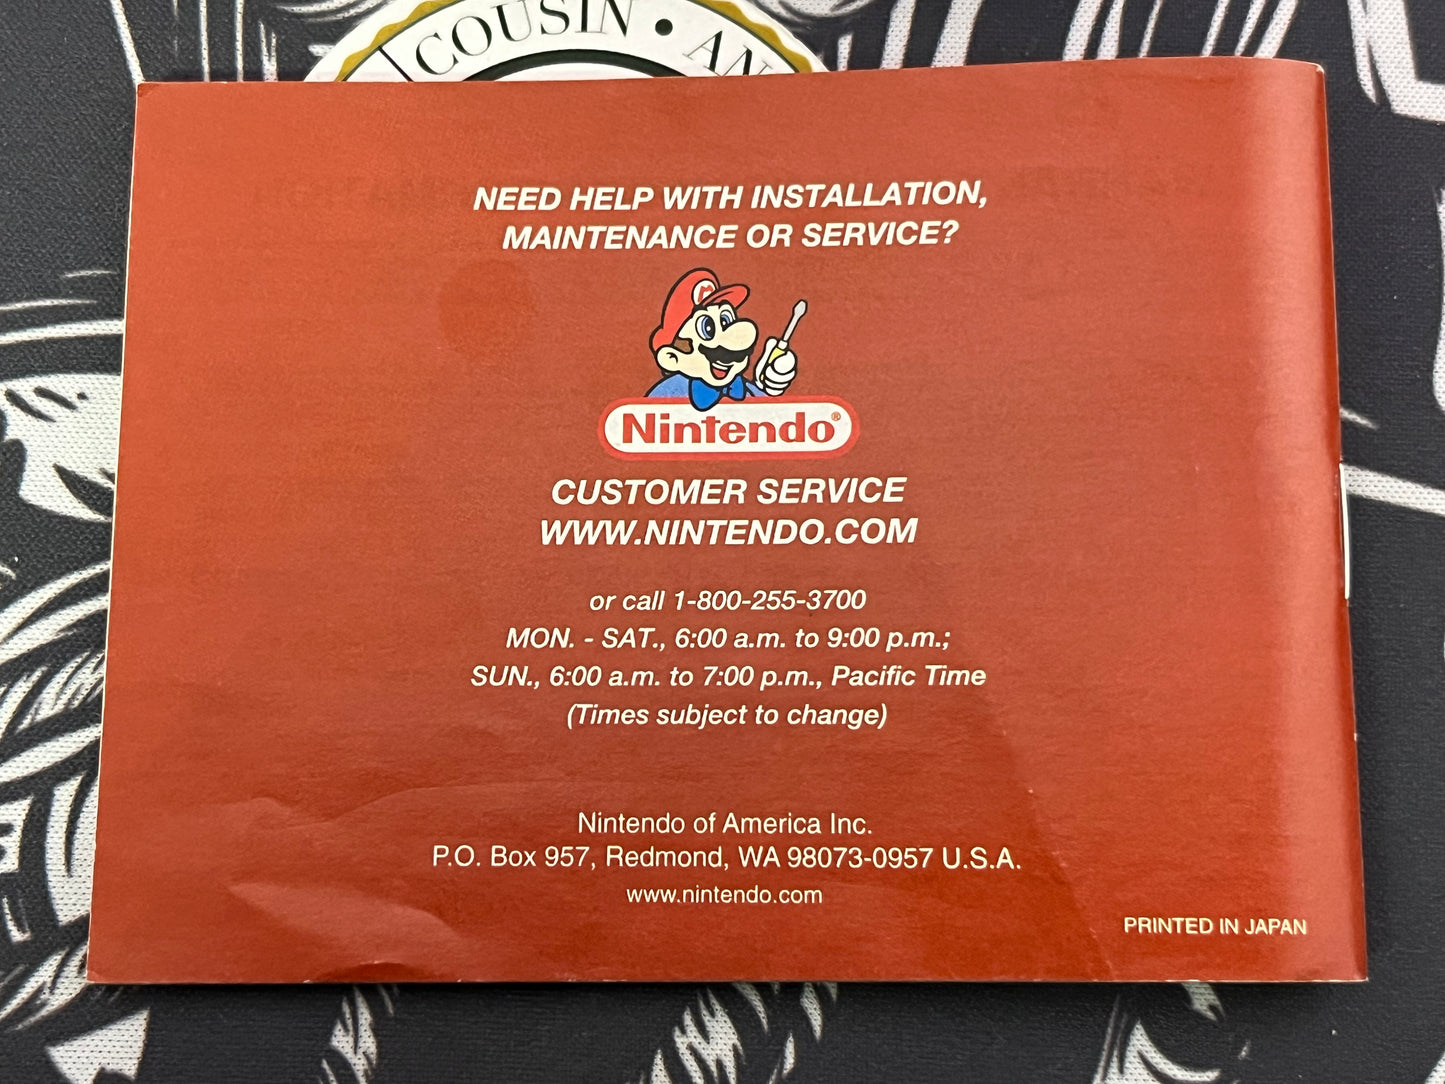 COUSIN • AN
NEED HELP WITH INSTALLATION,
MAINTENANCE OR SERVICE?
M
Nintendo®
CUSTOMER SERVICE
WWW.NINTENDO.COM
or call 1-800-255-3700
MON. - SAT., 6:00 a.m. to 9:00 p.m.;
SUN., 6:00 a.m. to 7:00 p.m., Pacific Time
(Times subject to change)
Nintendo of America Inc.
P.O. Box 957, Redmond, WA 98073-0957 U.S.A.
www.nintendo.com
PRINTED IN JAPAN